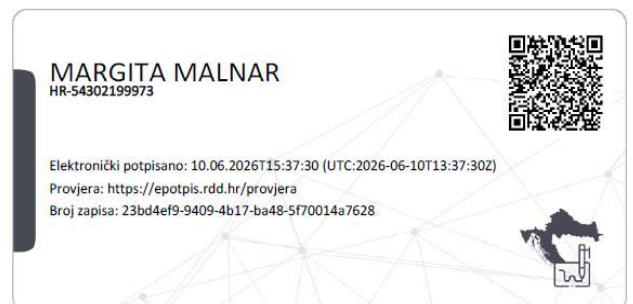 MARGITA MALNAR
HR-54302199973
Elektronički potpisano: 10.06.2026T15:37:30 (UTC:2026-06-10T13:37:30Z)
Provjera: https://epotpis.rdd.hr/provjera
Broj zapisa: 23bd4ef9-9409-4b17-ba48-5f70014a7628